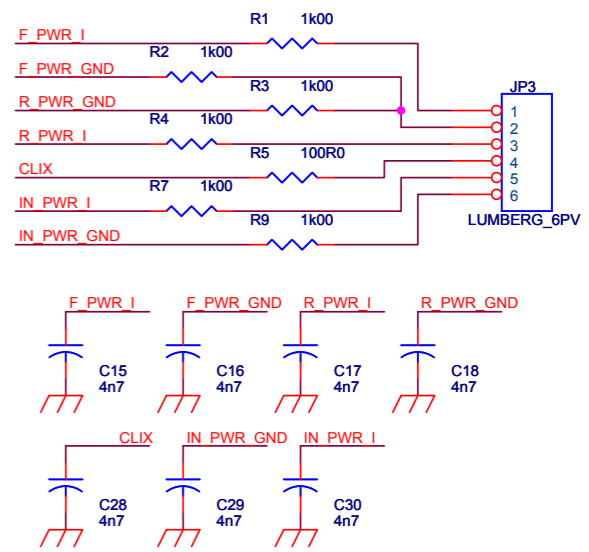 R1 1k00
F_PWR_I
R2 1k00
F_PWR_GND
R3 1k00
JP3
R_PWR_GND
1
R4 1k00
2
R_PWR_I
3
R5 100R0
4
CLIX
5
R7 1k00
6
IN_PWR_I
R9 1k00
LUMBERG_6PV
IN_PWR_GND
F_PWR_I F_PWR_GND R_PWR_I R_PWR_GND
C15 C16 C17 C18
4n7 4n7 4n7 4n7
CLIX IN_PWR_GND IN_PWR_I
C28 C29 C30
4n7 4n7 4n7